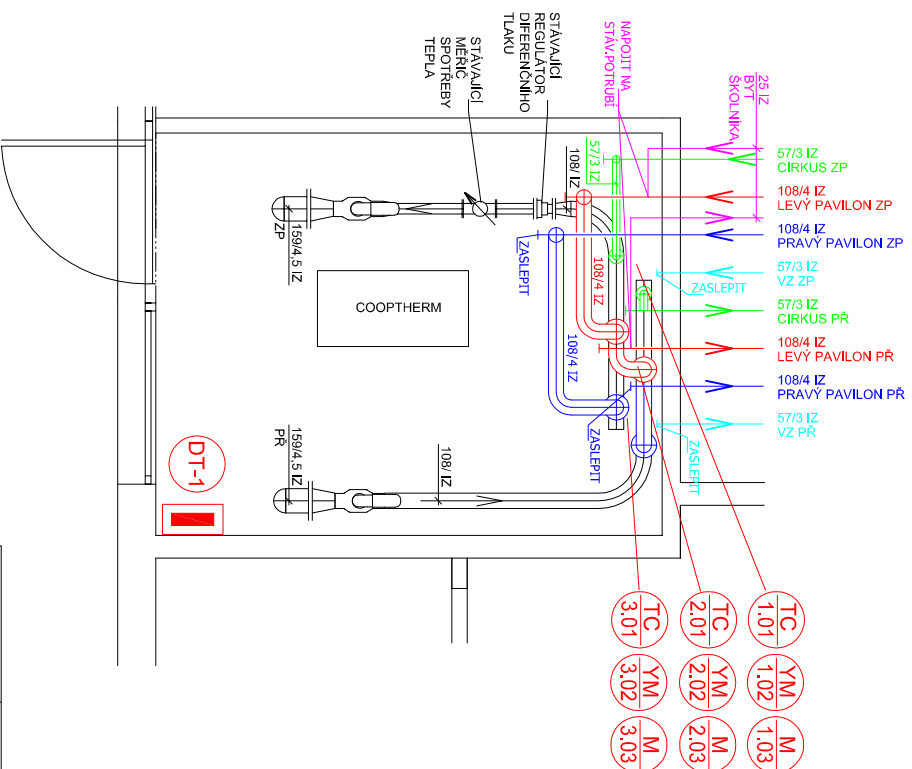 25 IZ
BYT
ŠKOLNÍKA
NAPOJIT NA
STÁV.POTRUBÍ
STÁVAJÍCÍ
REGULÁTOR
DIFERENČNÍHO
TLAKU
STÁVAJÍCÍ
MĚŘIČ
SPOTŘEBY
TEPLA
57/3 IZ
CIRKUS ZP
108/4 IZ
LEVÝ PAVILON ZP
108/4 IZ
PRAVÝ PAVILON ZP
57/3 IZ
VZ ZP
57/3 IZ
CIRKUS PŘ
108/4 IZ
LEVÝ PAVILON PŘ
108/4 IZ
PRAVÝ PAVILON PŘ
57/3 IZ
VZ PŘ
ZASLEPIT
ZASLEPIT
ZASLEPIT
ZASLEPIT
57/3 IZ
108/ IZ
108/4 IZ
108/4 IZ
159/4,5 IZ
ZP
COOPTHERM
159/4,5 IZ
PŘ
108/ IZ
DT-1
TC
1.01
YM
1.02
M
1.03
TC
2.01
YM
2.02
M
2.03
TC
3.01
YM
3.02
M
3.03